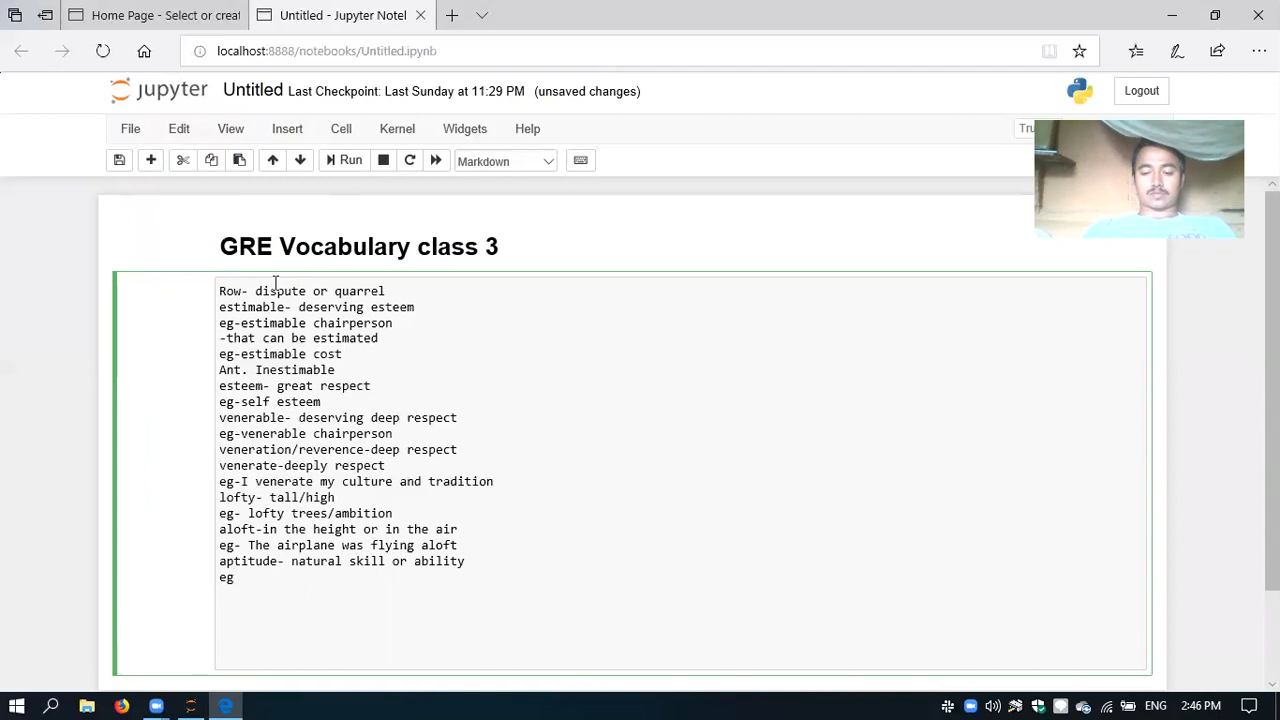 Home Page - Select or creat
Untitled - Jupyter Notel
localhost:8888/notebooks/Untitled.ipynb
jupyter Untitled Last Checkpoint: Last Sunday at 11:29 PM (unsaved changes)
Logout
File Edit View Insert Cell Kernel Widgets Help
Tru
Run
Markdown
GRE Vocabulary class 3
Row- dispute or quarrel
estimable- deserving esteem
eg-estimable chairperson
-that can be estimated
eg-estimable cost
Ant. Inestimable
esteem- great respect
eg-self esteem
venerable- deserving deep respect
eg-venerable chairperson
veneration/reverence-deep respect
venerate-deeply respect
eg-I venerate my culture and tradition
lofty- tall/high
eg- lofty trees/ambition
aloft-in the height or in the air
eg- The airplane was flying aloft
aptitude- natural skill or ability
eg
ENG 2:46 PM